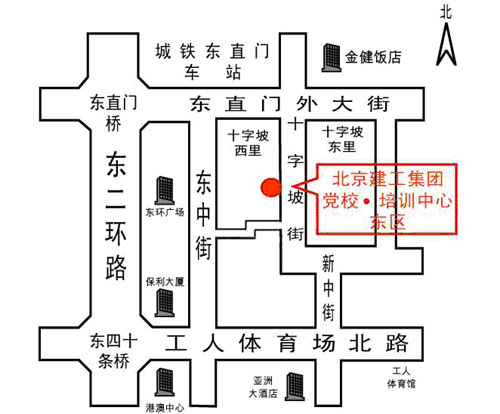 北
城铁东直门
车站
金健饭店
东直门
桥
东直门外大街
十字坡
西里
十字坡街
十字坡
东里
北京建工集团
党校·培训中心
东区
东二环路
东中街
东环广场
新中街
保利大厦
东四十
条桥
工人体育场北路
工人
体育馆
港澳中心
亚洲
大酒店